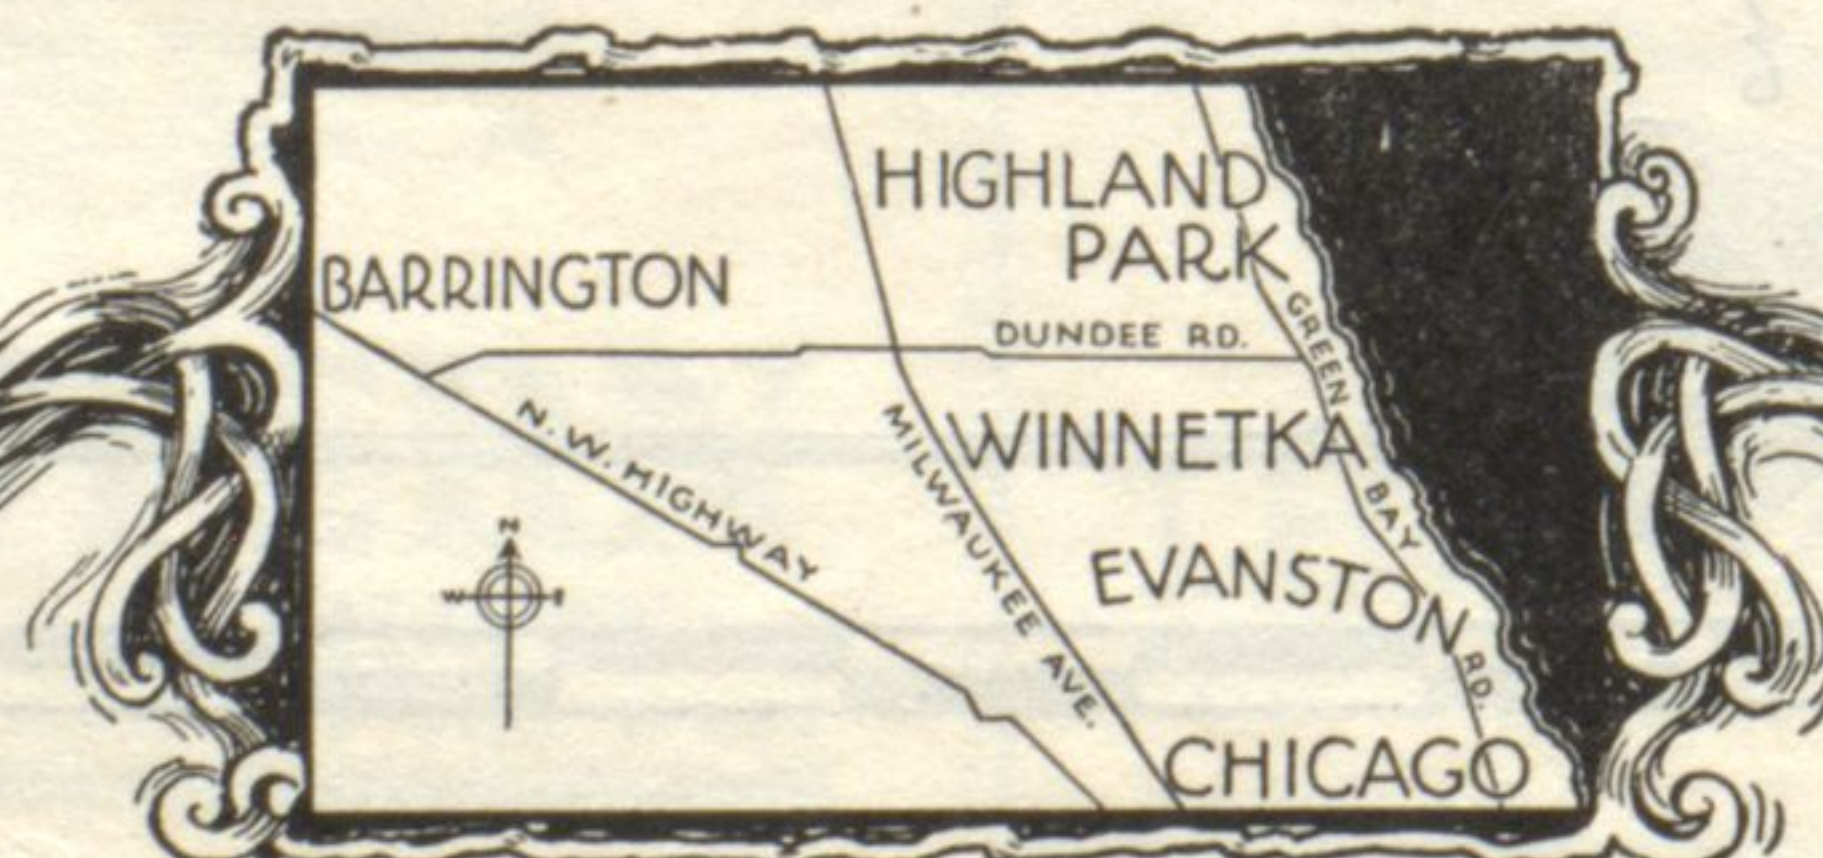 HIGHLAND
PARK
BARRINGTON
GREEN BAY RD.
DUNDEE RD.
N.W. HIGHWAY
MILWAUKEE AVE.
WINNETKA
N
W E
EVANSTON
CHICAGO